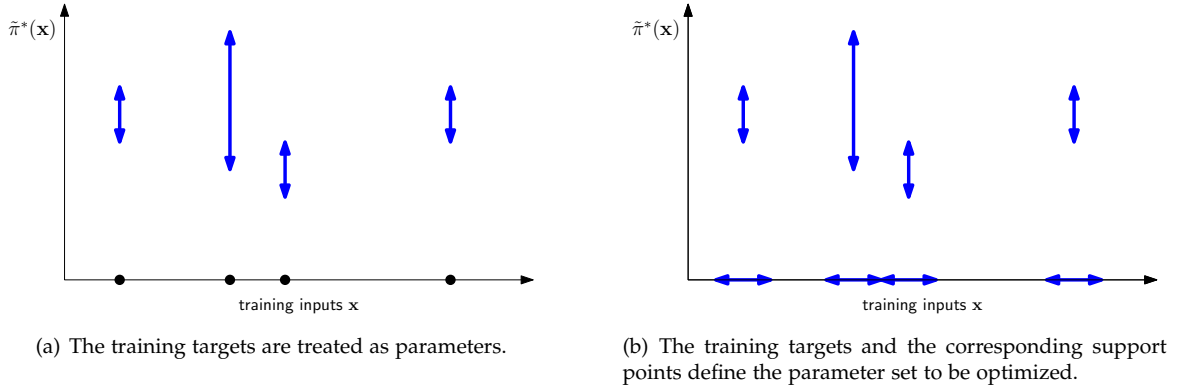 π̃*(x)
training inputs x
(a) The training targets are treated as parameters.
π̃*(x)
training inputs x
(b) The training targets and the corresponding support
points define the parameter set to be optimized.